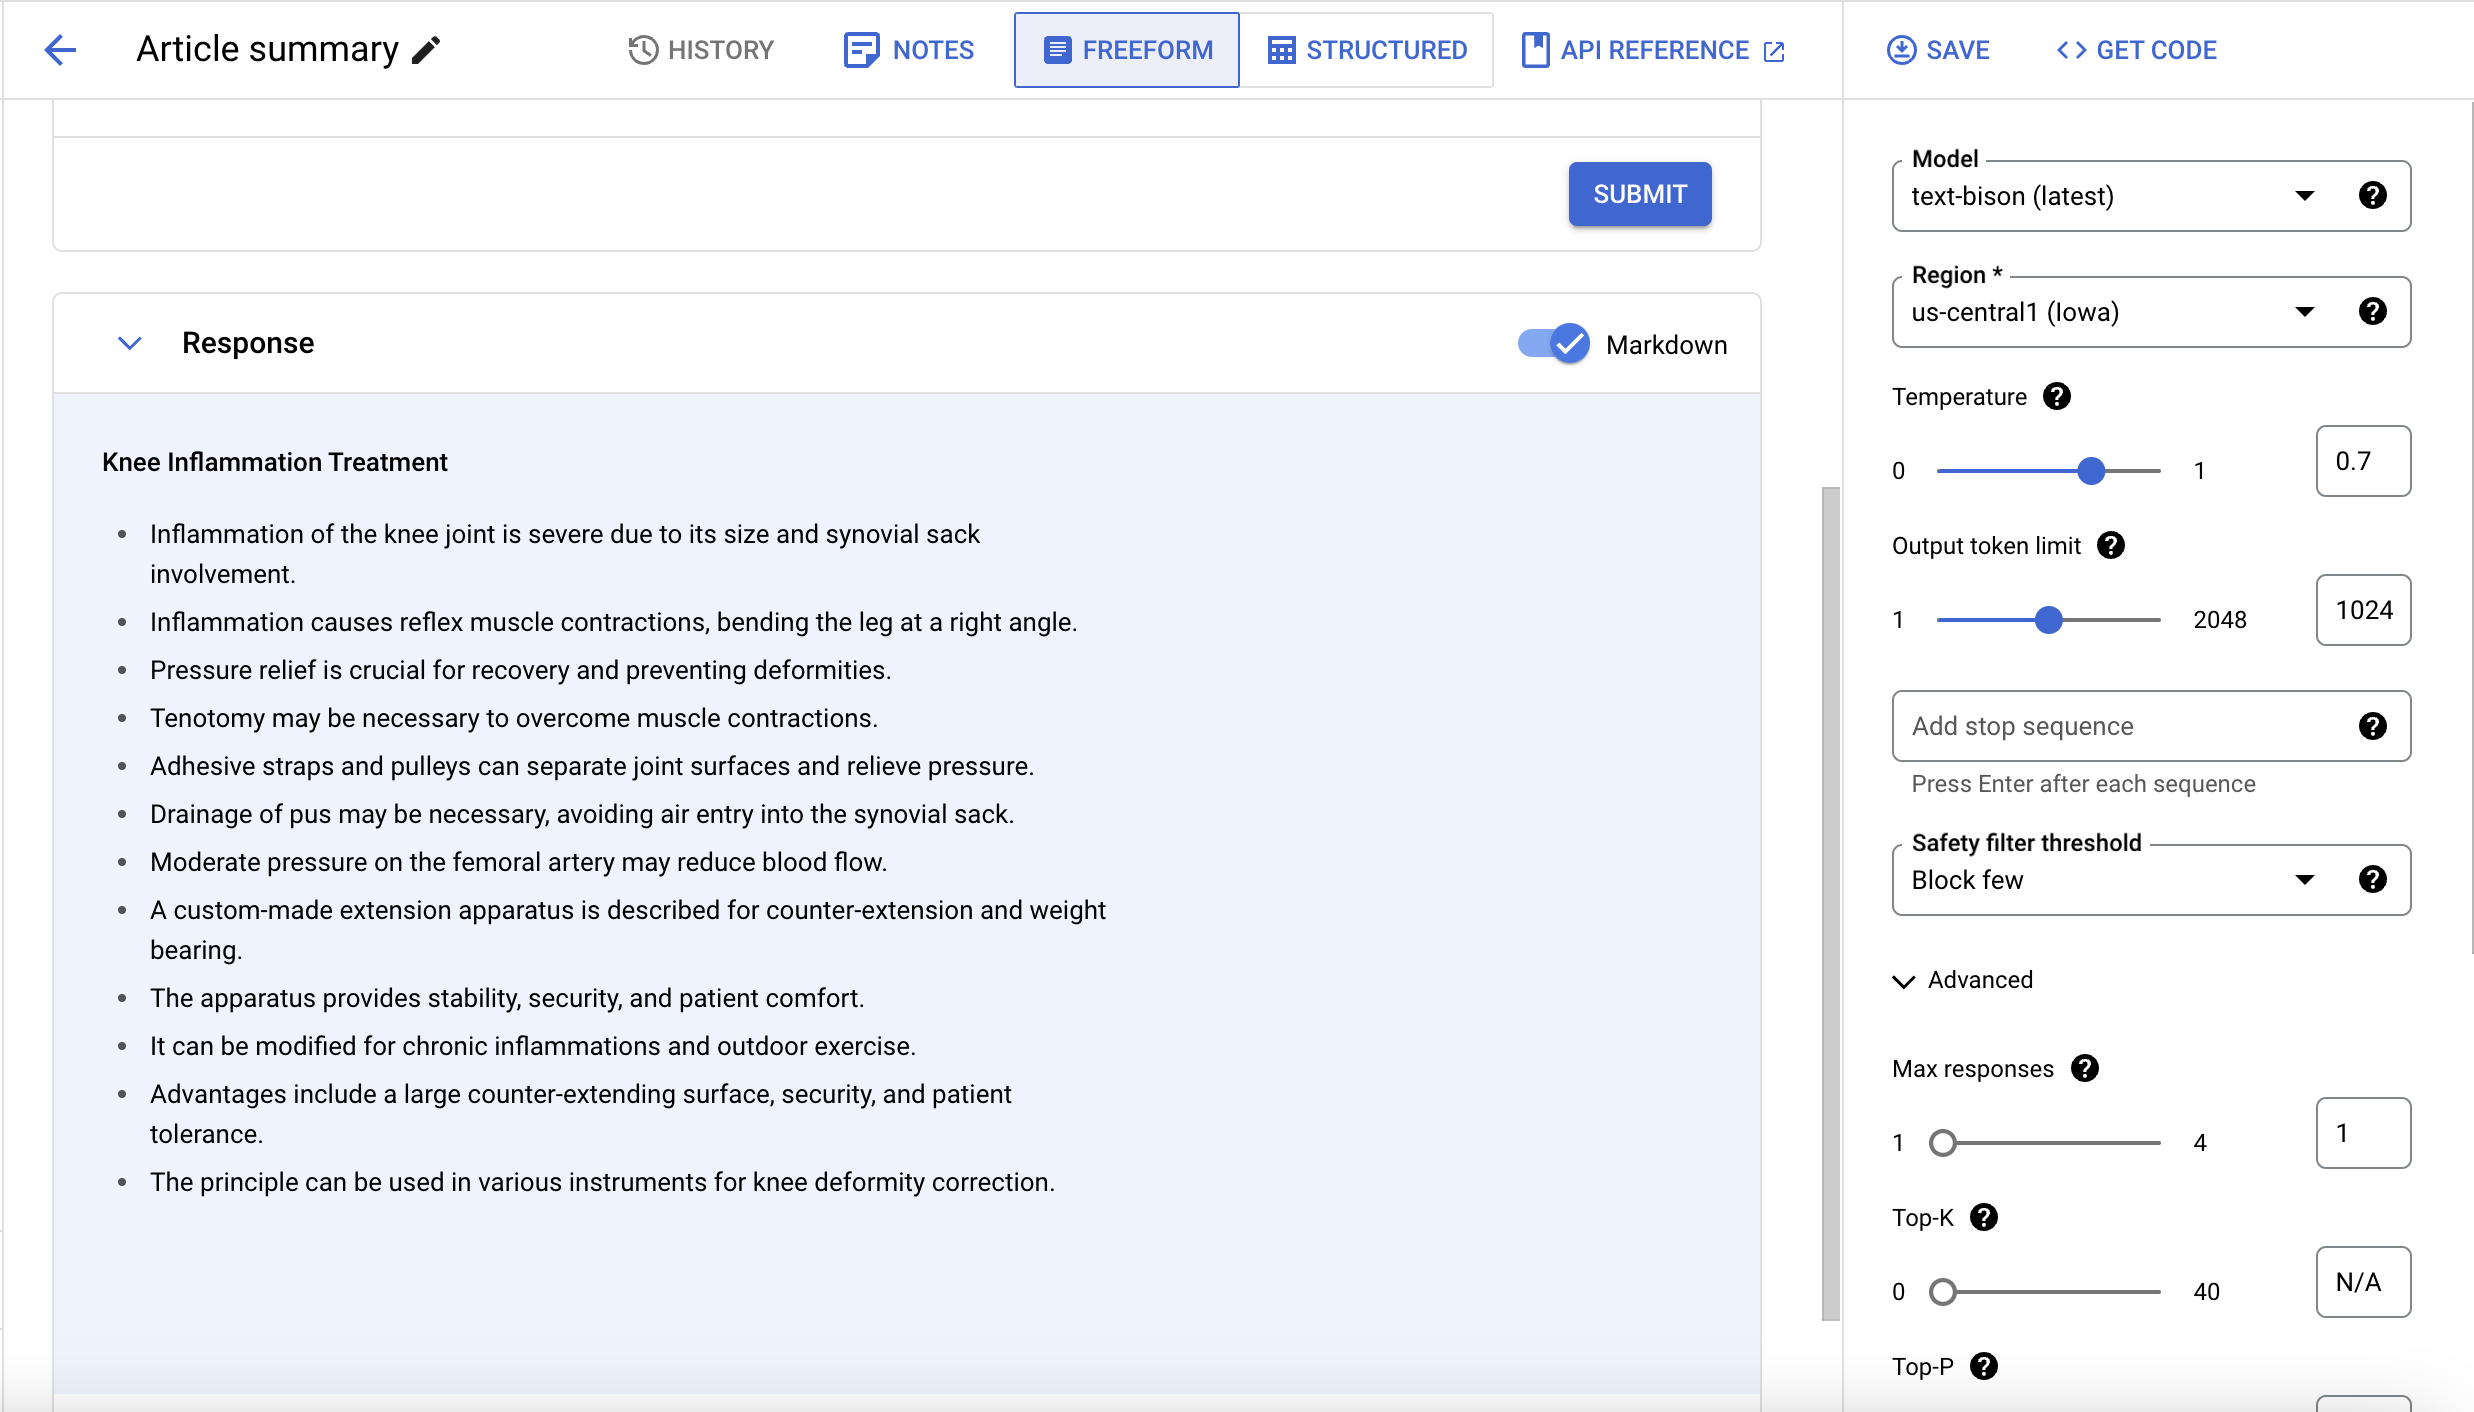 Article summary
HISTORY
NOTES
FREEFORM
STRUCTURED
API REFERENCE
SAVE
GET CODE
SUBMIT
Response
Markdown
Knee Inflammation Treatment
• Inflammation of the knee joint is severe due to its size and synovial sack
involvement.
• Inflammation causes reflex muscle contractions, bending the leg at a right angle.
• Pressure relief is crucial for recovery and preventing deformities.
• Tenotomy may be necessary to overcome muscle contractions.
• Adhesive straps and pulleys can separate joint surfaces and relieve pressure.
• Drainage of pus may be necessary, avoiding air entry into the synovial sack.
• Moderate pressure on the femoral artery may reduce blood flow.
• A custom-made extension apparatus is described for counter-extension and weight
bearing.
• The apparatus provides stability, security, and patient comfort.
• It can be modified for chronic inflammations and outdoor exercise.
• Advantages include a large counter-extending surface, security, and patient
tolerance.
• The principle can be used in various instruments for knee deformity correction.
Model
text-bison (latest)
Region *
us-central1 (Iowa)
Temperature
0 1 0.7
Output token limit
1 2048 1024
Add stop sequence
Press Enter after each sequence
Safety filter threshold
Block few
Advanced
Max responses
1 4 1
Top-K
0 40 N/A
Top-P